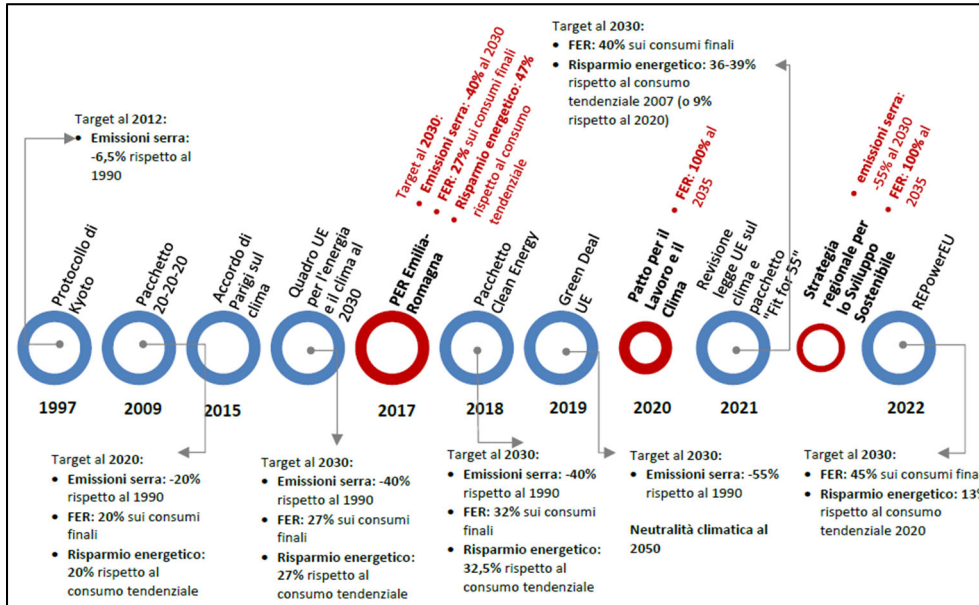 Target al 2012:
• Emissioni serra:
-6,5% rispetto al
1990
Target al 2030:
• Emissioni serra: -40% al 2030
• FER: 27% sui consumi finali
• Risparmio energetico: 47%
rispetto al consumo
tendenziale
Target al 2030:
• FER: 40% sui consumi finali
• Risparmio energetico: 36-39%
rispetto al consumo
tendenziale 2007 (o 9%
rispetto al 2020)
• FER: 100% al
2035
• emissioni serra:
-55% al 2030
• FER: 100% al
2035
Protocollo di
Kyoto
Pacchetto
20-20-20
Accordo di
Parigi sul
clima
Quadro UE
per l'energia
e il clima al
2030
PER Emilia-
Romagna
Pacchetto
Clean Energy
Green Deal
UE
Patto per il
Lavoro e il
Clima
Revisione
legge UE sul
clima e
pacchetto
"Fit for 55"
Strategia
regionale per
lo Sviluppo
Sostenibile
REPowerEU
1997
2009
2015
2017
2018
2019
2020
2021
2022
Target al 2020:
• Emissioni serra: -20%
rispetto al 1990
• FER: 20% sui consumi
finali
• Risparmio energetico:
20% rispetto al
consumo tendenziale
Target al 2030:
• Emissioni serra: -40%
rispetto al 1990
• FER: 27% sui consumi
finali
• Risparmio energetico:
27% rispetto al
consumo tendenziale
Target al 2030:
• Emissioni serra: -40%
rispetto al 1990
• FER: 32% sui consumi
finali
• Risparmio energetico:
32,5% rispetto al
consumo tendenziale
Target al 2030:
• Emissioni serra: -55%
rispetto al 1990
Neutralità climatica al
2050
Target al 2030:
• FER: 45% sui consumi final
• Risparmio energetico: 13%
rispetto al consumo
tendenziale 2020